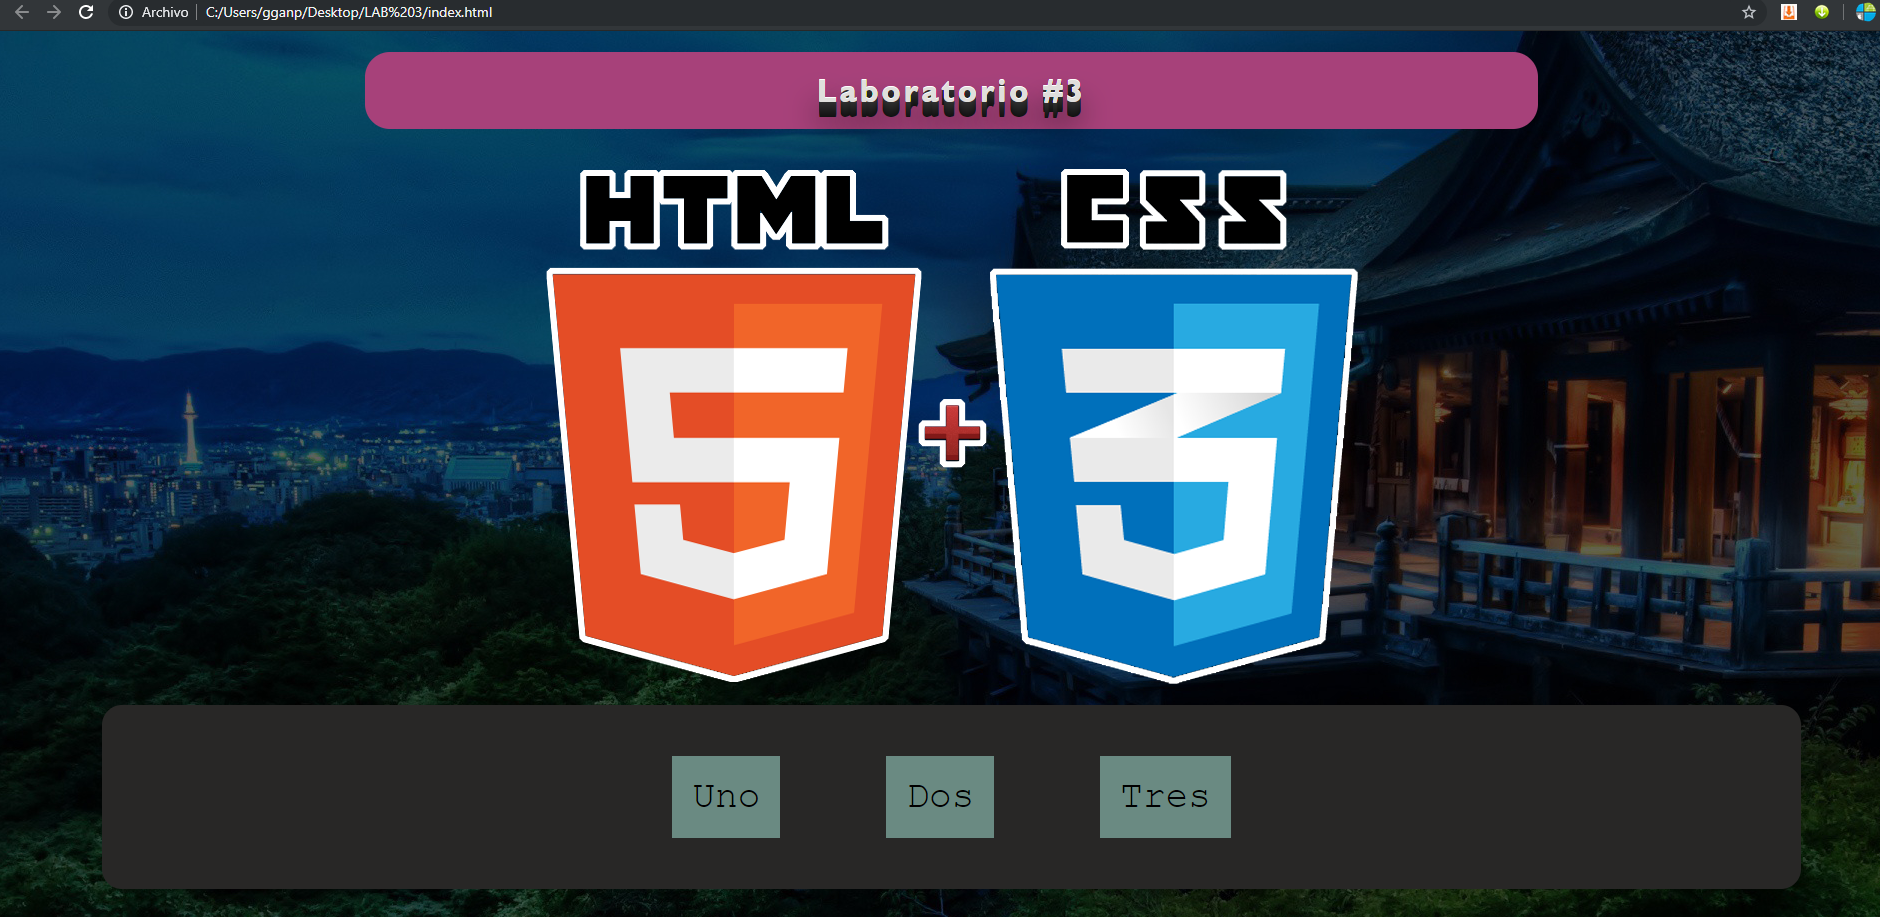 Archivo C:/Users/gganp/Desktop/LAB%203/index.html
Laboratorio #3
HTML CSS
5 3
Uno Dos Tres